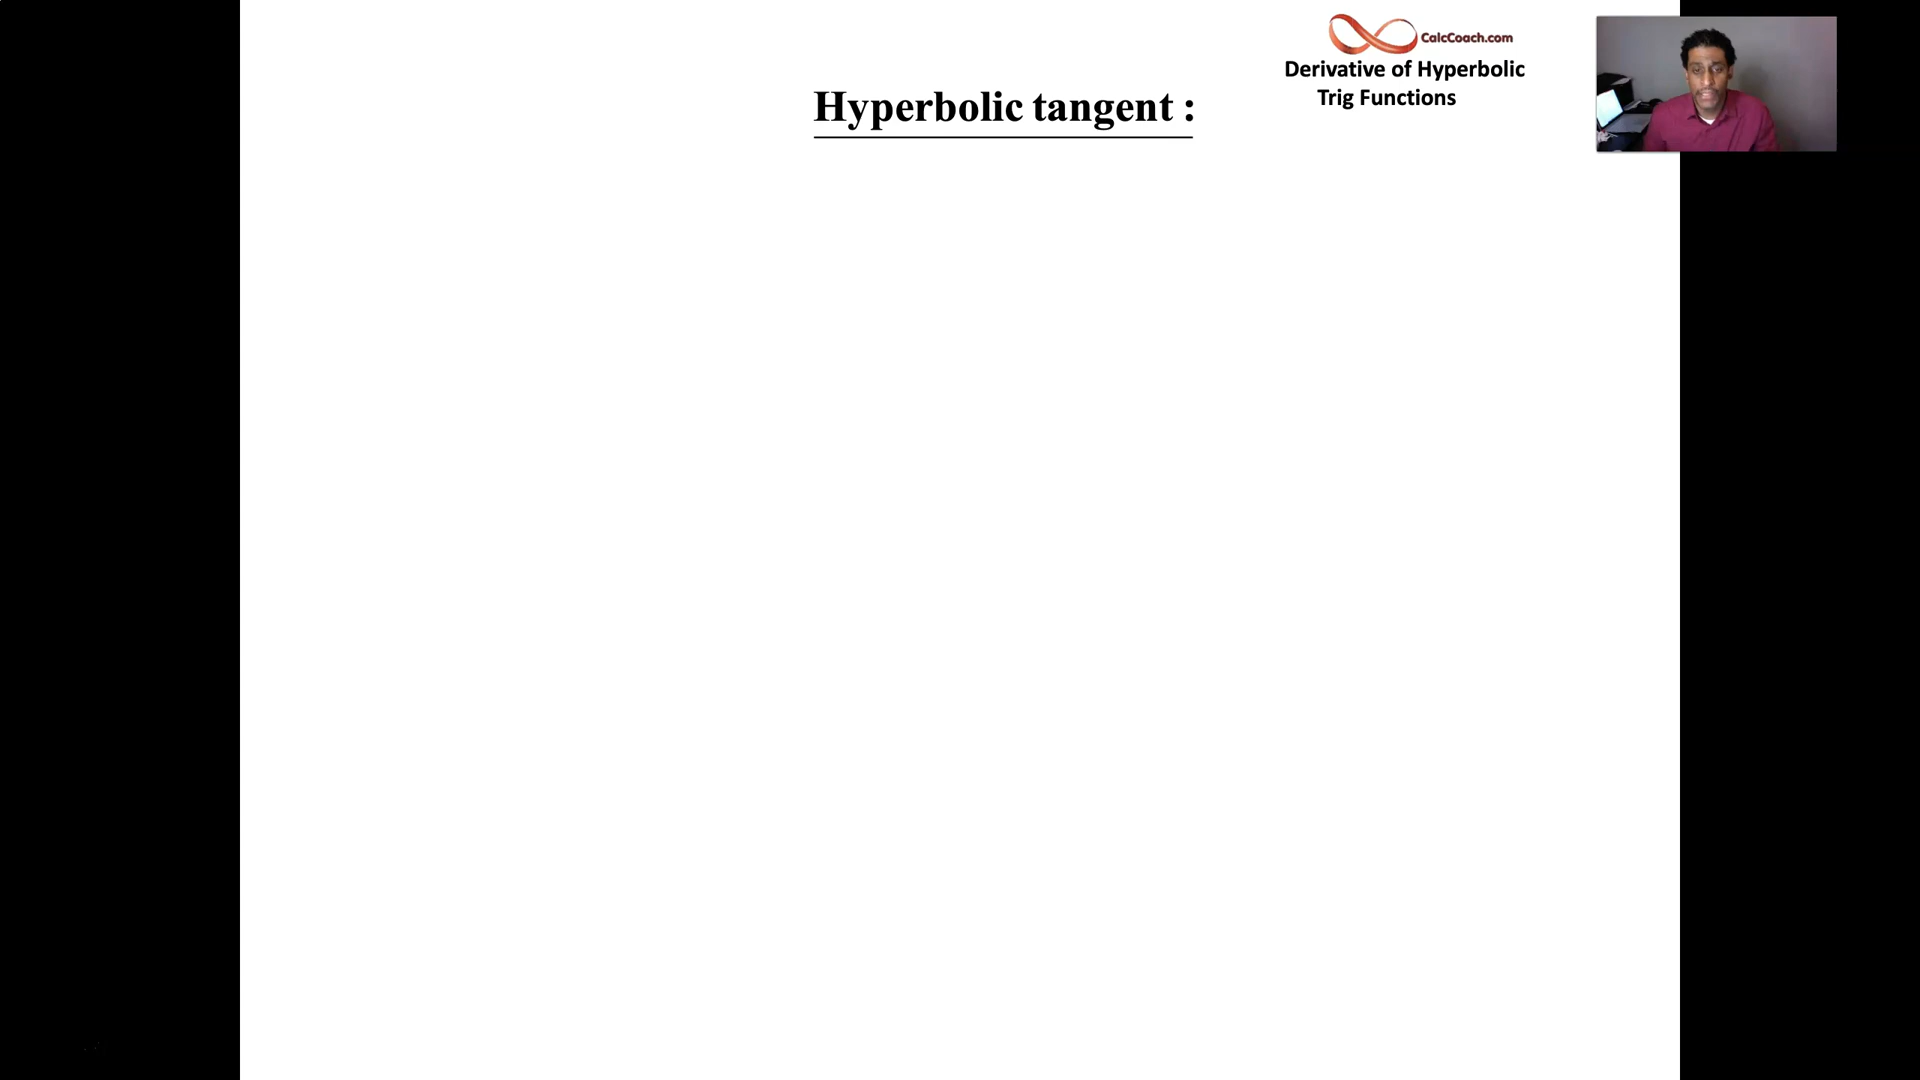 CalcCoach.com
Derivative of Hyperbolic
Trig Functions
Hyperbolic tangent :